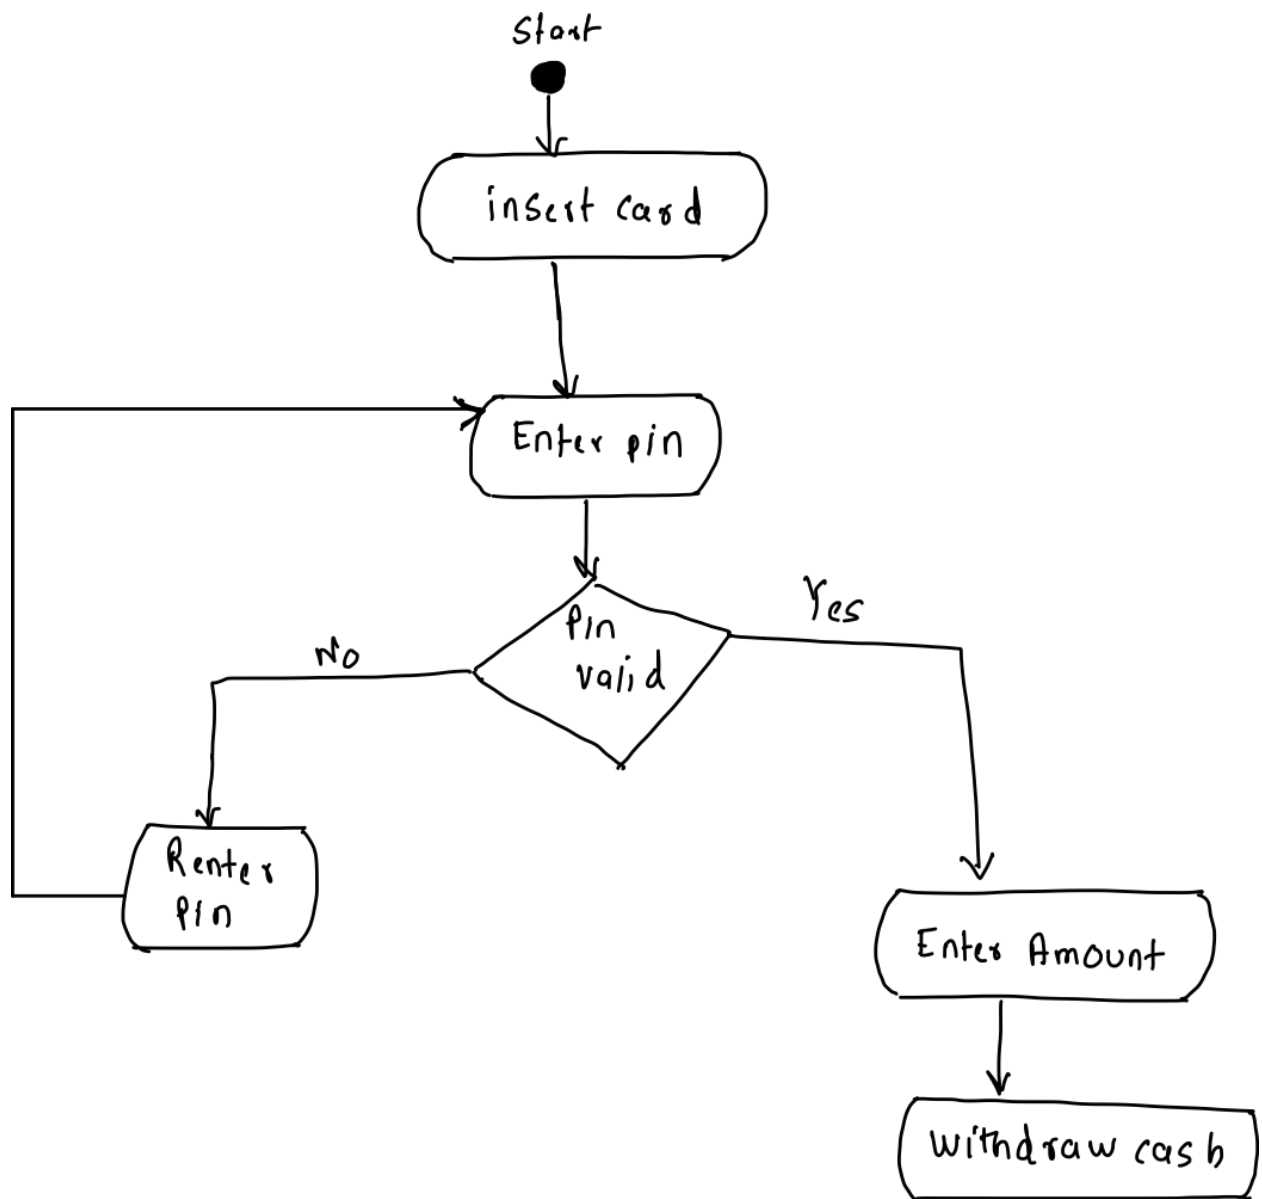 Start
insert card
Enter pin
Pin
valid
Yes
No
Renter
Pin
Enter Amount
Withdraw cash